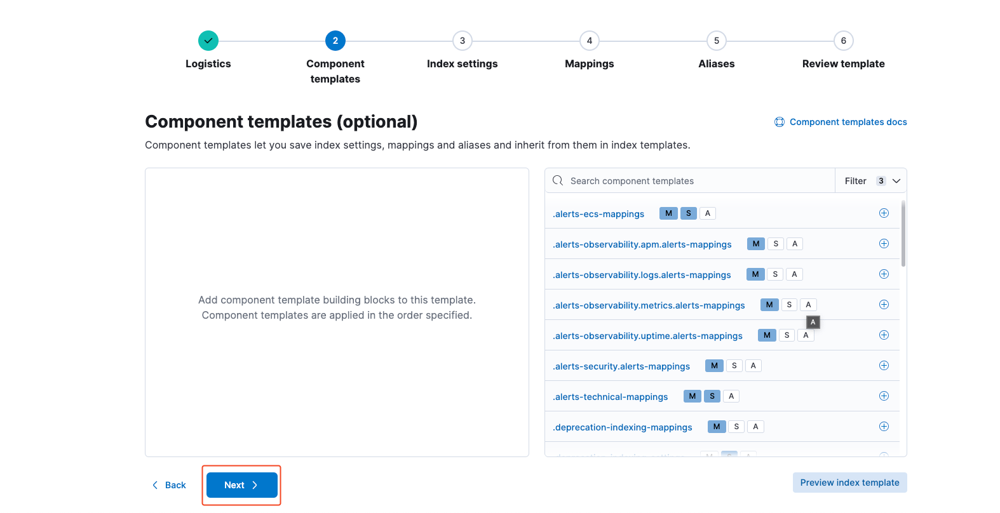 2
3
4
5
6
Logistics
Component
templates
Index settings
Mappings
Aliases
Review template
Component templates (optional)
Component templates docs
Component templates let you save index settings, mappings and aliases and inherit from them in index templates.
Add component template building blocks to this template.
Component templates are applied in the order specified.
Search component templates
Filter 3
.alerts-ecs-mappings M S A
.alerts-observability.apm.alerts-mappings M S A
.alerts-observability.logs.alerts-mappings M S A
.alerts-observability.metrics.alerts-mappings M S A
A
.alerts-observability.uptime.alerts-mappings M S A
.alerts-security.alerts-mappings M S A
.alerts-technical-mappings M S A
.deprecation-indexing-mappings M S A
Back
Next
Preview index template